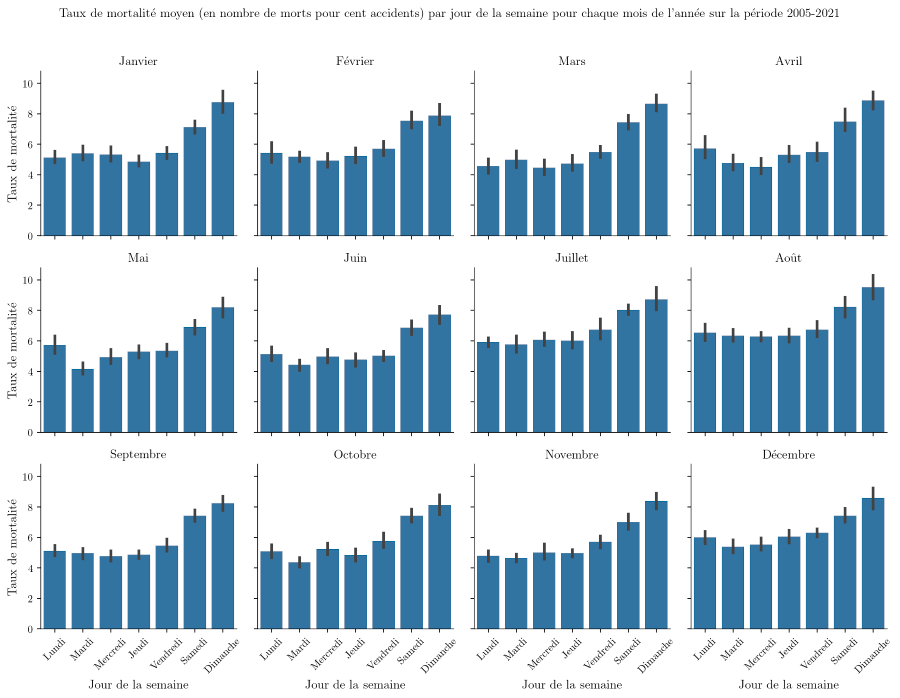 Taux de mortalité moyen (en nombre de morts pour cent accidents) par jour de la semaine pour chaque mois de l'année sur la période 2005-2021
Janvier Février Mars Avril
Taux de mortalité
10
8
6
4
2
0
Mai Juin Juillet Août
Taux de mortalité
10
8
6
4
2
0
Septembre Octobre Novembre Décembre
Taux de mortalité
10
8
6
4
2
0
Lundi Mardi Mercredi Jeudi Vendredi Samedi Dimanche Lundi Mardi Mercredi Jeudi Vendredi Samedi Dimanche Lundi Mardi Mercredi Jeudi Vendredi Samedi Dimanche Lundi Mardi Mercredi Jeudi Vendredi Samedi Dimanche
Jour de la semaine Jour de la semaine Jour de la semaine Jour de la semaine